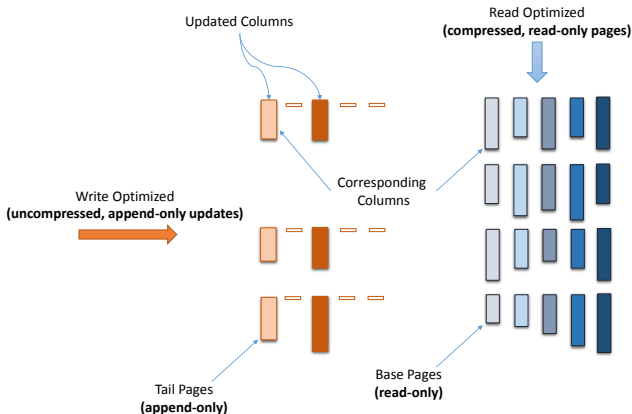 Updated Columns
Read Optimized
(compressed, read-only pages)
Corresponding
Columns
Write Optimized
(uncompressed, append-only updates)
Tail Pages
(append-only)
Base Pages
(read-only)